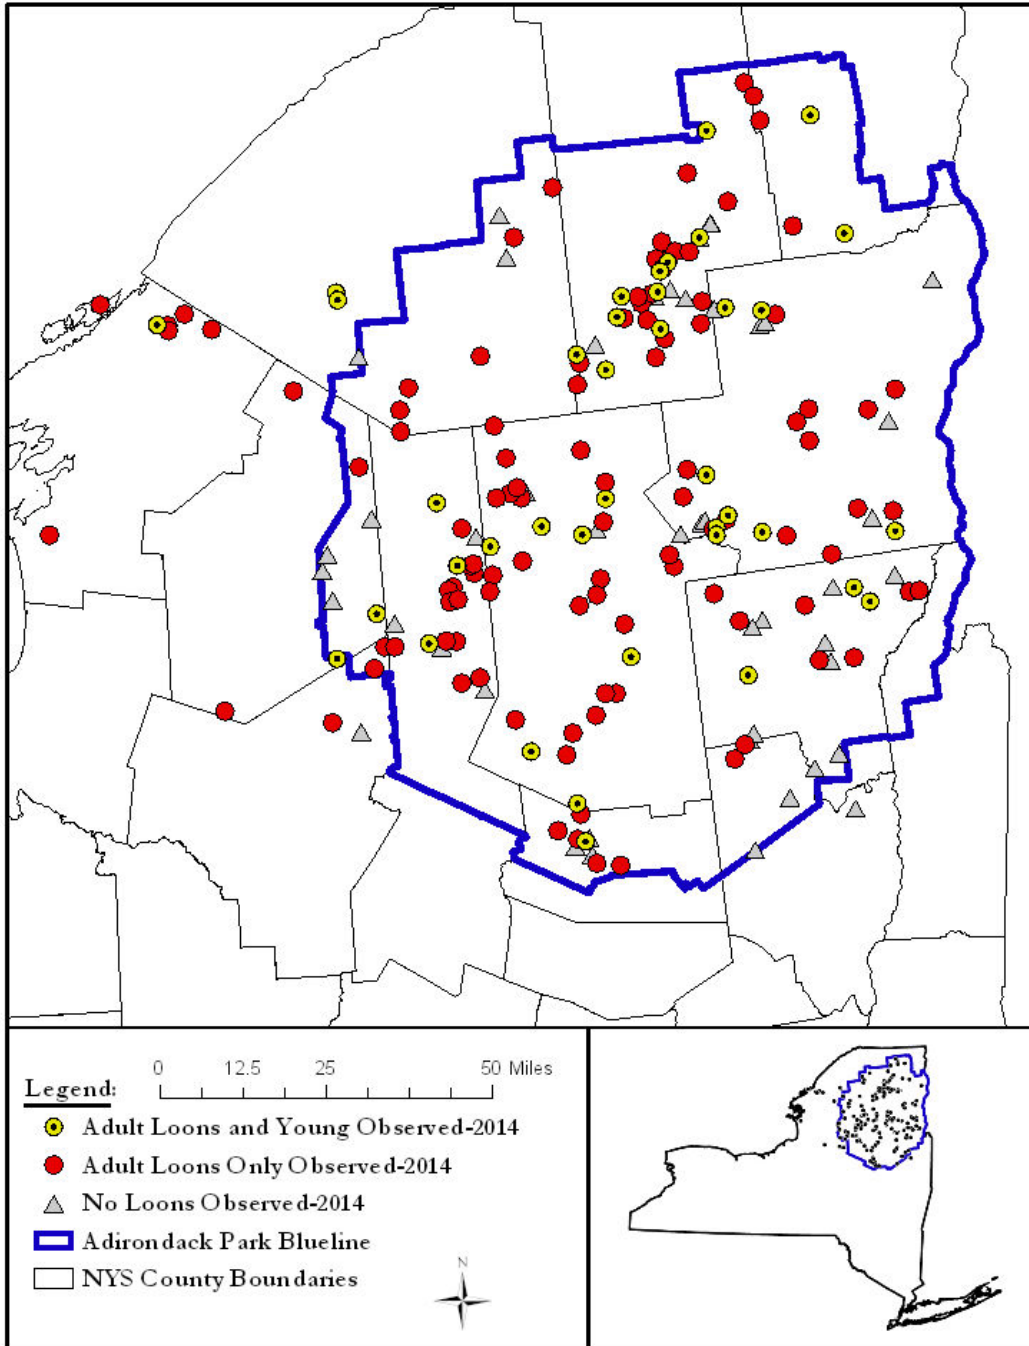 0 12.5 25 50 Miles
Legend:
Adult Loons and Young Observed-2014
Adult Loons Only Observed-2014
No Loons Observed-2014
Adirondack Park Blueline
NYS County Boundaries
N